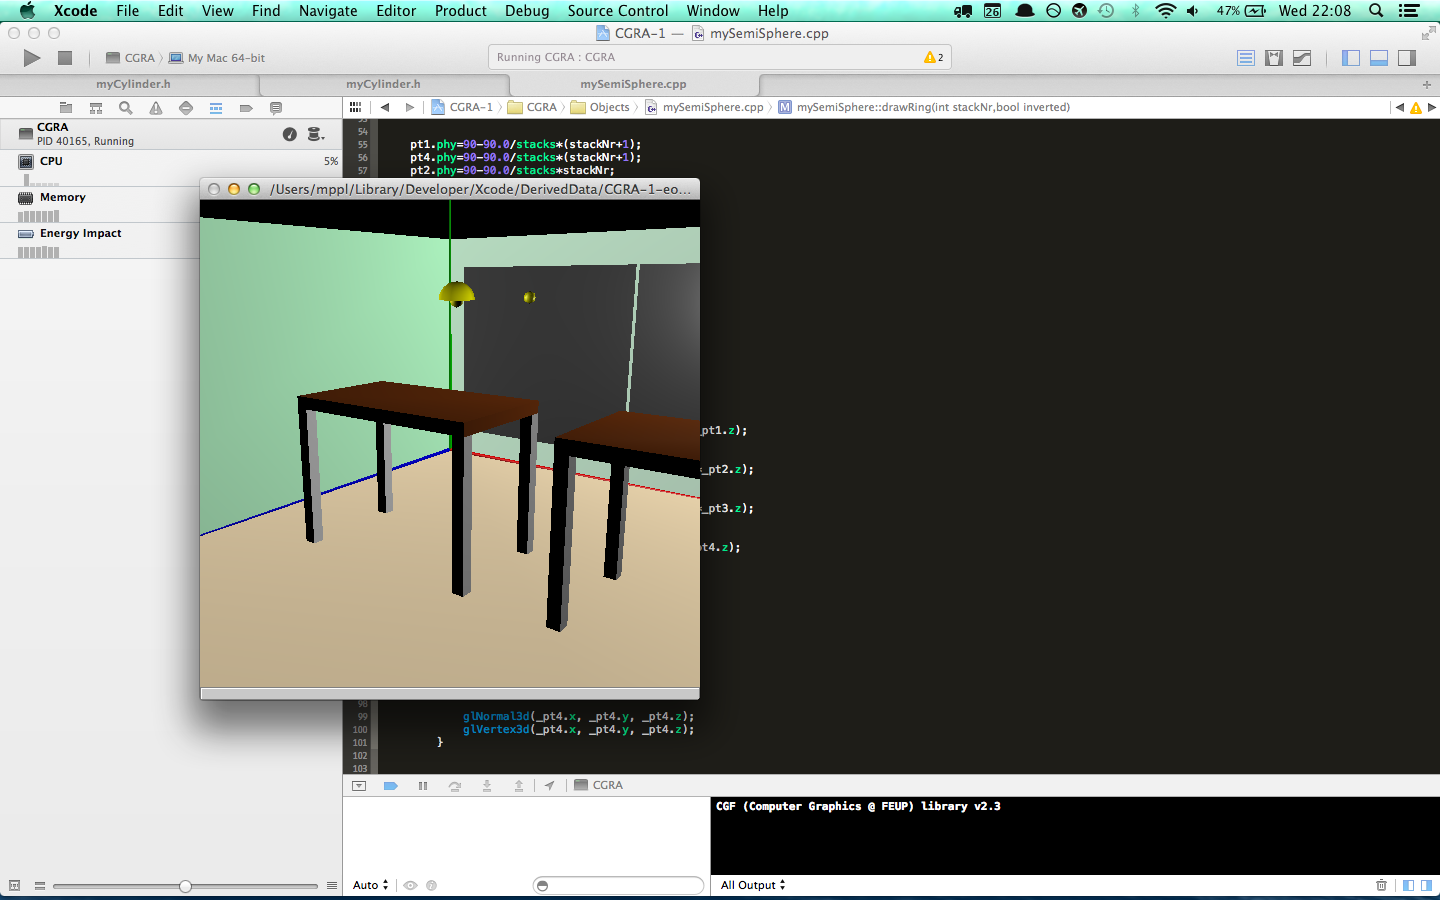 Xcode File Edit View Find Navigate Editor Product Debug Source Control Window Help 26 47% Wed 22:08
CGRA-1 — mySemiSphere.cpp
CGRA My Mac 64-bit Running CGRA : CGRA 2
myCylinder.h myCylinder.h mySemiSphere.cpp
CGRA-1 CGRA Objects mySemiSphere.cpp mySemiSphere::drawRing(int stackNr,bool inverted)
CGRA
PID 40165, Running
CPU 5%
Memory
Energy Impact
53
54
55 pt1.phy=90-90.0/stacks*(stackNr+1);
56 pt4.phy=90-90.0/stacks*(stackNr+1);
57 pt2.phy=90-90.0/stacks*stackNr;
/Users/mppl/Library/Developer/Xcode/DerivedData/CGRA-1-eo...
_pt1.z);
_pt2.z);
_pt3.z);
pt4.z);
98
99 glNormal3d(_pt4.x, _pt4.y, _pt4.z);
100 glVertex3d(_pt4.x, _pt4.y, _pt4.z);
101 }
102
103
CGRA
CGF (Computer Graphics @ FEUP) library v2.3
Auto All Output